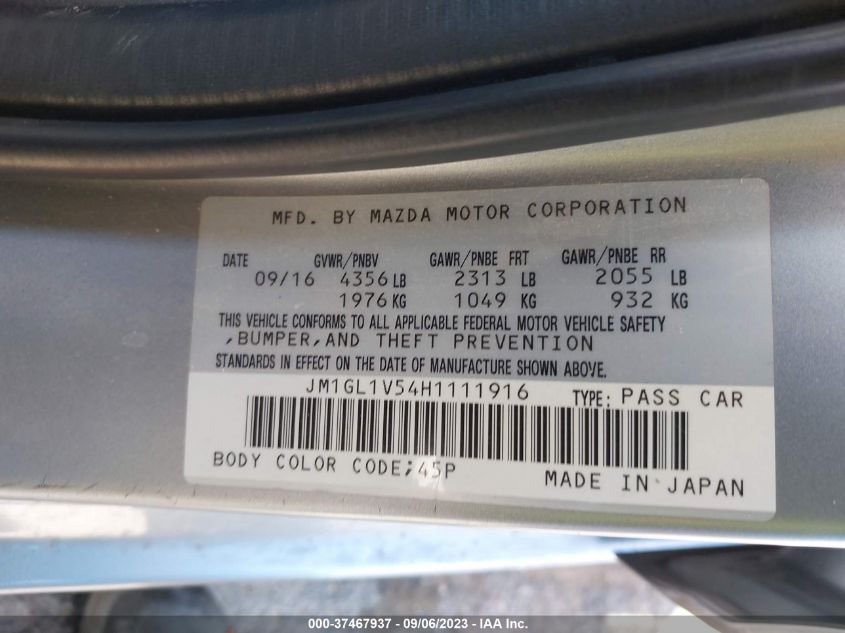 MFD. BY MAZDA MOTOR CORPORATION
DATE GVWR/PNBV GAWR/PNBE FRT GAWR/PNBE RR
09/16 4356 LB 2313 LB 2055 LB
1976 KG 1049 KG 932 KG
THIS VEHICLE CONFORMS TO ALL APPLICABLE FEDERAL MOTOR VEHICLE SAFETY
,BUMPER,AND THEFT PREVENTION
STANDARDS IN EFFECT ON THE DATE OF MANUFACTURE SHOWN ABOVE.
JM1GL1V54H1111916 TYPE: PASS CAR
BODY COLOR CODE;45P MADE IN JAPAN
000-37467937 - 09/06/2023 - IAA Inc.